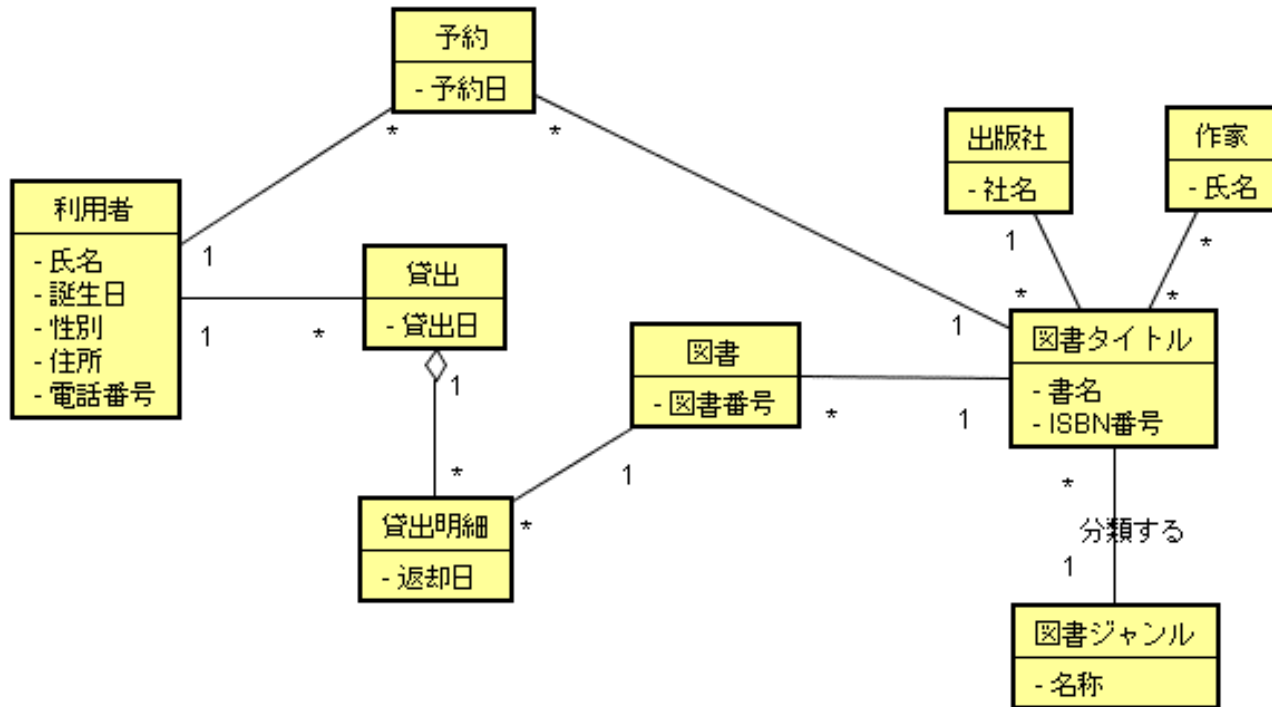 予約
- 予約日
*
*
出版社
- 社名
1
*
作家
- 氏名
*
*
利用者
- 氏名
- 誕生日
- 性別
- 住所
- 電話番号
1
1
*
貸出
- 貸出日
1
*
図書
- 図書番号
1
*
1
1
図書タイトル
- 書名
- ISBN番号
*
分類する
1
貸出明細
- 返却日
*
図書ジャンル
- 名称